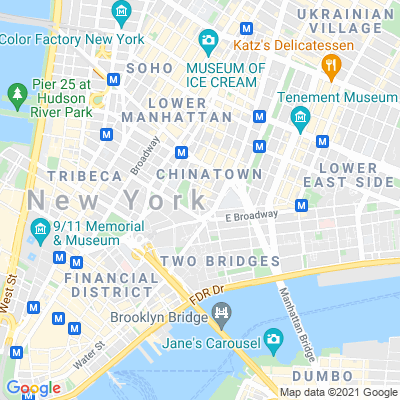 UKRAINIAN
VILLAGE
Color Factory New York
Katz's Delicatessen
SOHO
MUSEUM OF
ICE CREAM
Pier 25 at
Hudson
River Park
LOWER
MANHATTAN
Tenement Museum
Broadway
M
M
M
M
M
M
M
M
M
M
TRIBECA
CHINATOWN
LOWER
EAST SIDE
New York
E Broadway
9/11 Memorial
& Museum
TWO BRIDGES
West St
FINANCIAL
DISTRICT
FDR Dr
Manhattan Bridge
Brooklyn Bridge
Water St
Jane's Carousel
DUMBO
Google
Map data ©2021 Google